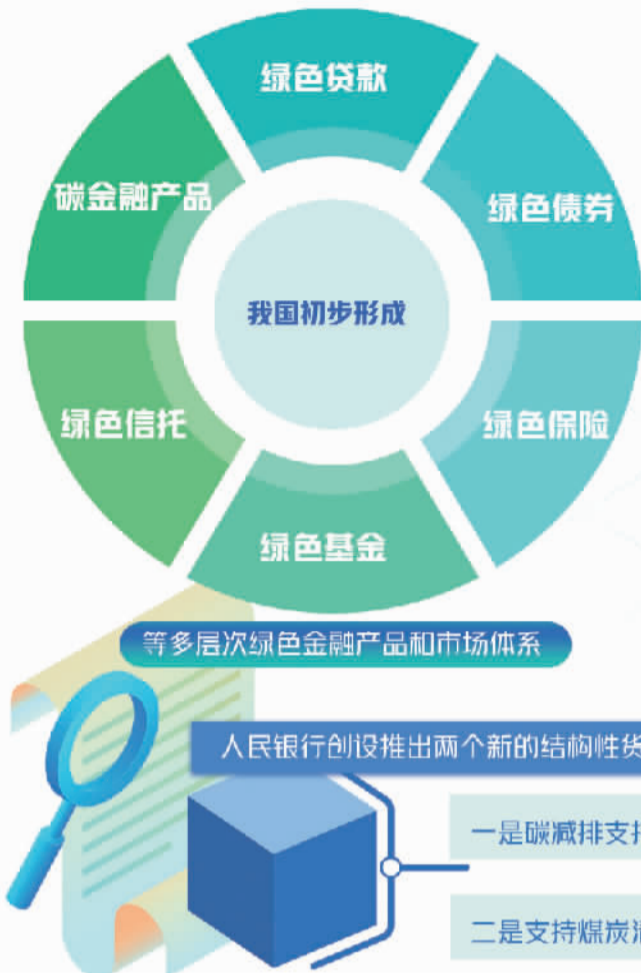 绿色贷款
碳金融产品
绿色债券
我国初步形成
绿色信托
绿色保险
绿色基金
等多层次绿色金融产品和市场体系
人民银行创设推出两个新的结构性货
一是碳减排支持
二是支持煤炭清